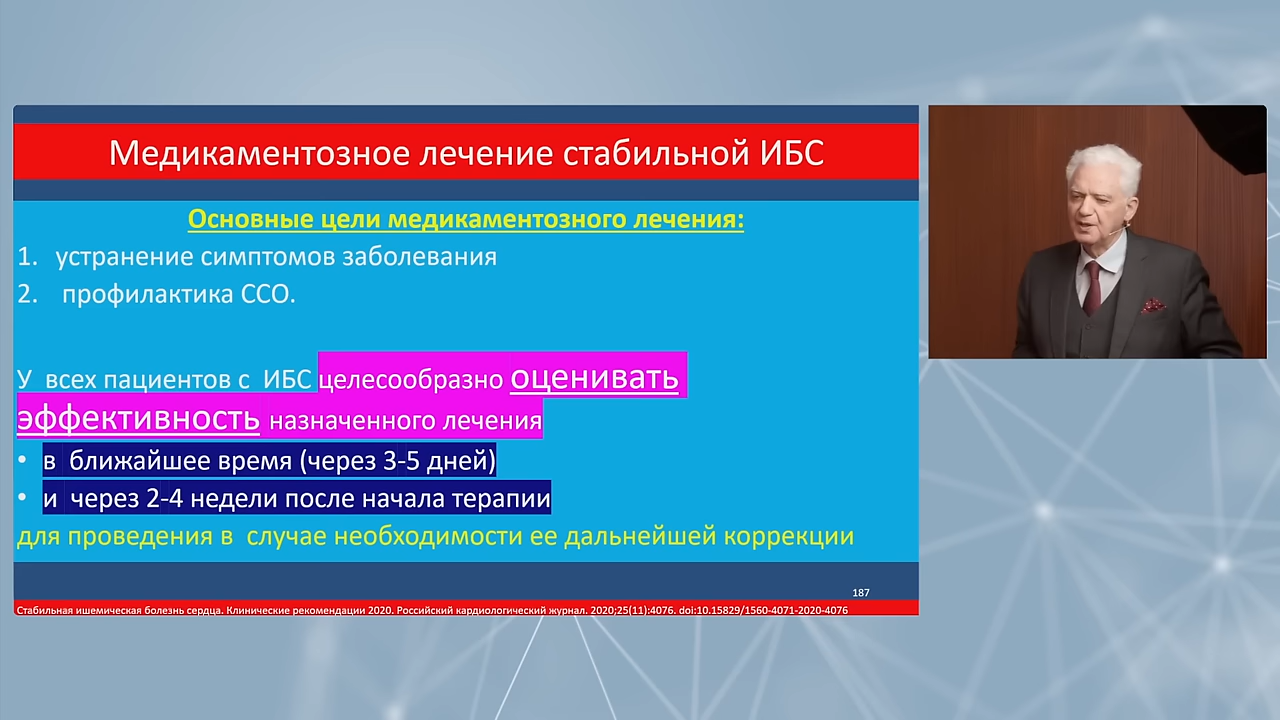 Медикаментозное лечение стабильной ИБС
Основные цели медикаментозного лечения:
1. устранение симптомов заболевания
2. профилактика ССО.
У всех пациентов с ИБС целесообразно оценивать
эффективность назначенного лечения
• в ближайшее время (через 3-5 дней)
• и через 2-4 недели после начала терапии
для проведения в случае необходимости ее дальнейшей коррекции
187
Стабильная ишемическая болезнь сердца. Клинические рекомендации 2020. Российский кардиологический журнал. 2020;25(11):4076. doi:10.15829/1560-4071-2020-4076